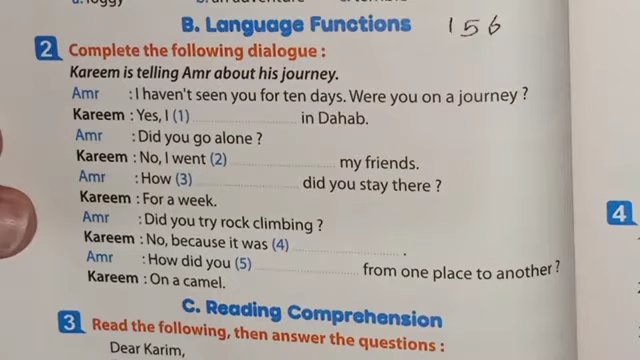 B. Language Functions 156
2 Complete the following dialogue :
Kareem is telling Amr about his journey.
Amr : I haven't seen you for ten days. Were you on a journey ?
Kareem : Yes, I (1) in Dahab.
Amr : Did you go alone ?
Kareem : No, I went (2) my friends.
Amr : How (3) did you stay there ?
Kareem : For a week.
Amr : Did you try rock climbing ?
Kareem : No, because it was (4) .
Amr : How did you (5) from one place to another ?
Kareem : On a camel.
C. Reading Comprehension
3 Read the following, then answer the questions :
Dear Karim,
4